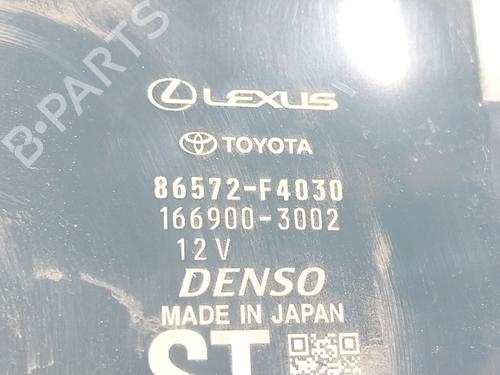 LEXUS
TOYOTA
86572-F4030
166900-3002
12V
DENSO
MADE IN JAPAN
ST
B-PARTS